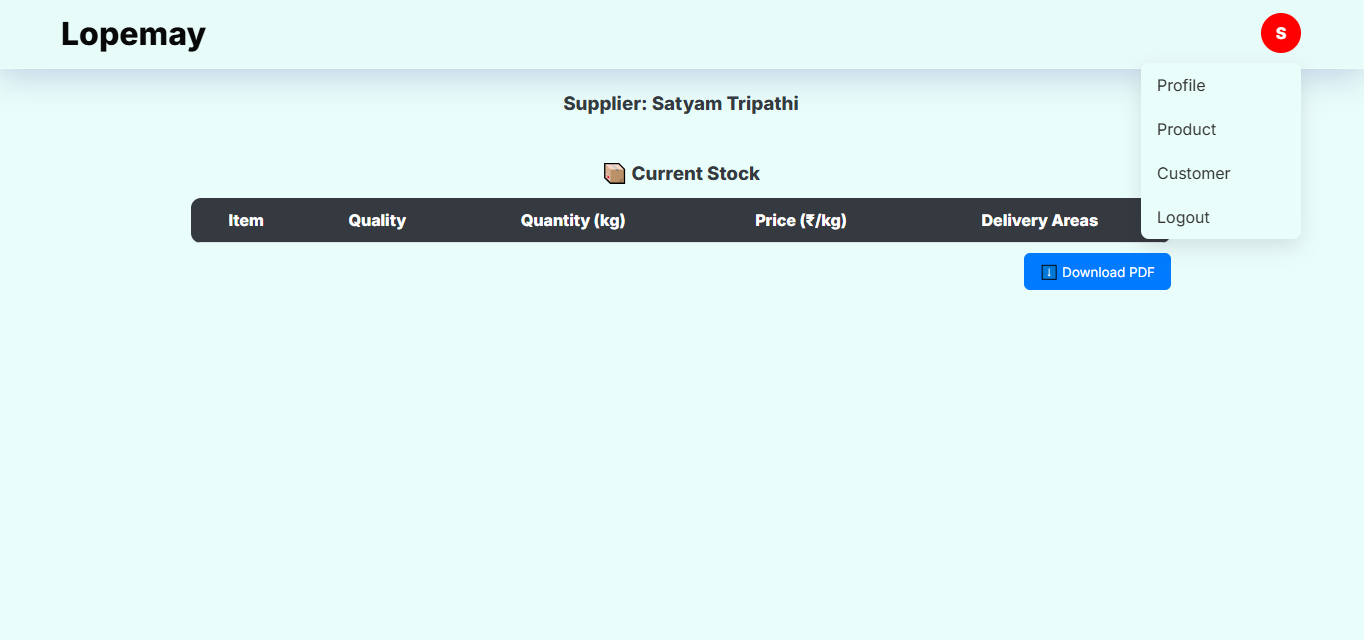 Lopemay
S
Profile
Product
Customer
Logout
Supplier: Satyam Tripathi
📦 Current Stock
Item Quality Quantity (kg) Price (₹/kg) Delivery Areas
⬇️ Download PDF